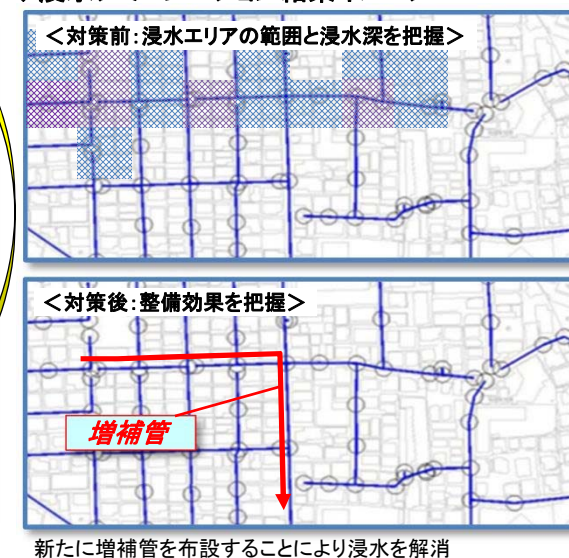 <対策前:浸水エリアの範囲と浸水深を把握>
<対策後:整備効果を把握>
増補管
新たに増補管を布設することにより浸水を解消